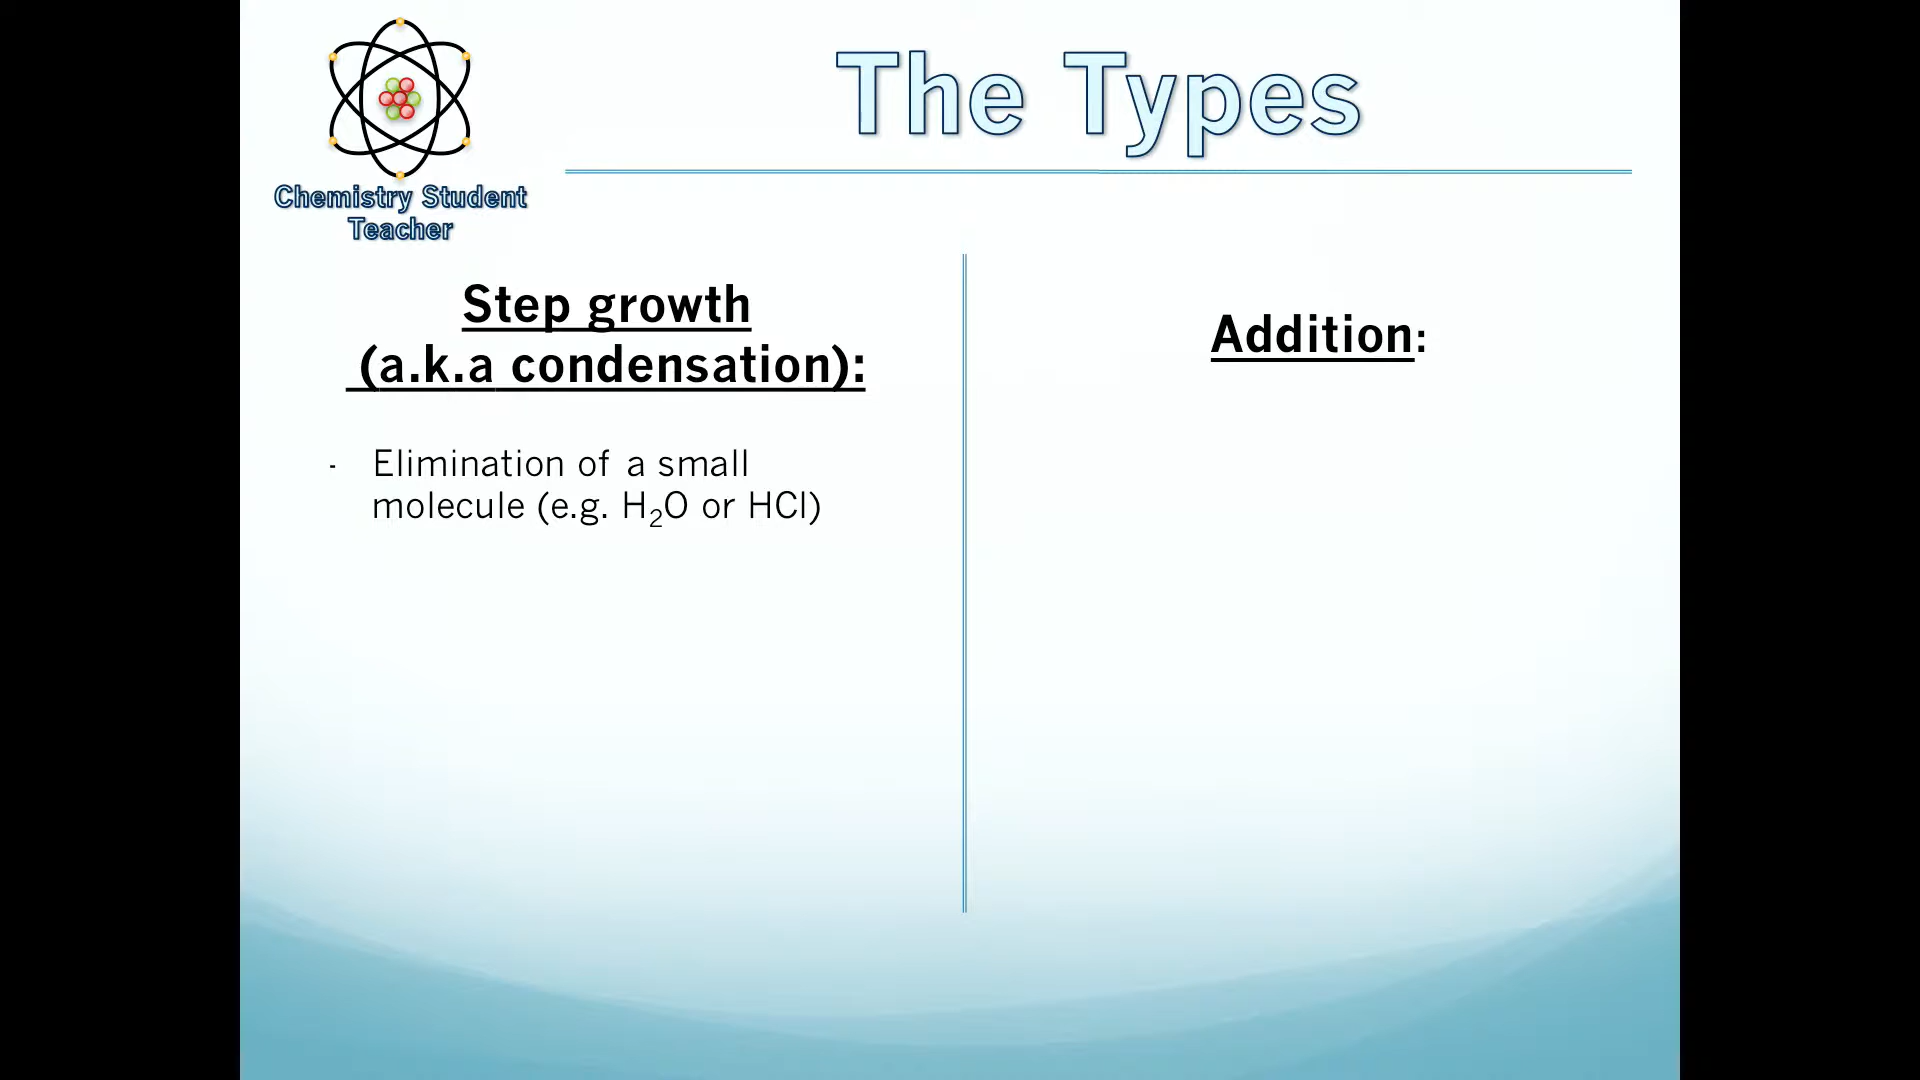 The Types
Chemistry Student
Teacher
Step growth
(a.k.a condensation):
- Elimination of a small
molecule (e.g. H₂O or HCl)
Addition: